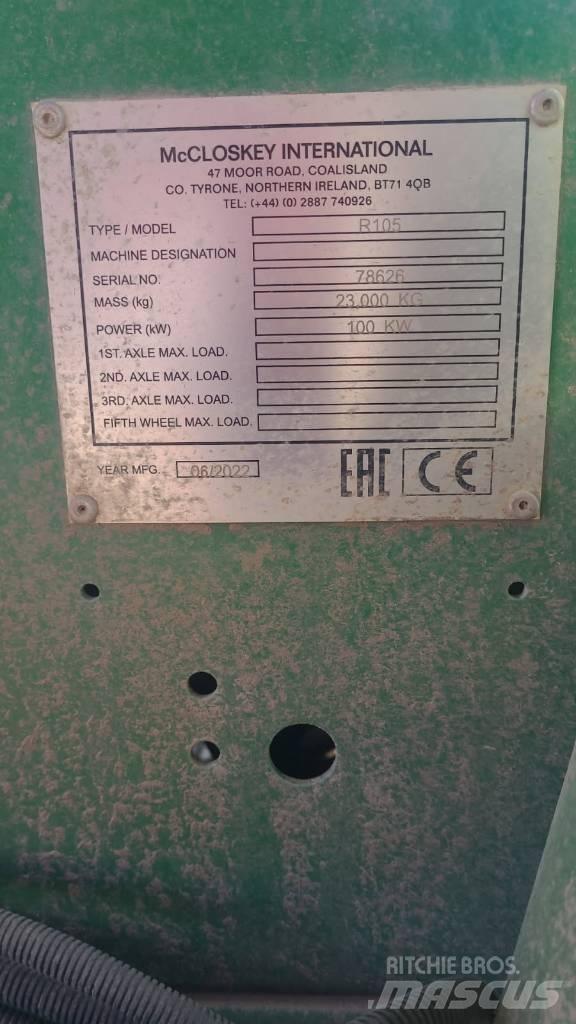 McCLOSKEY INTERNATIONAL
47 MOOR ROAD, COALISLAND
CO. TYRONE, NORTHERN IRELAND, BT71 4QB
TEL: (+44) (0) 2887 740926
TYPE / MODEL R105
MACHINE DESIGNATION
SERIAL NO. 78626
MASS (kg) 23,000 KG
POWER (kW) 100 KW
1ST. AXLE MAX. LOAD.
2ND. AXLE MAX. LOAD.
3RD. AXLE MAX. LOAD.
FIFTH WHEEL MAX. LOAD.
YEAR MFG. 06/2022 EAC CE
RITCHIE BROS.
MASCUS